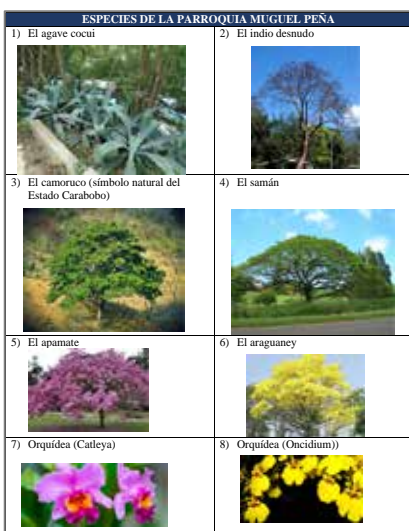 ESPECIES DE LA PARROQUIA MUGUEL PEÑA
1) El agave cocui
2) El indio desnudo
3) El camoruco (símbolo natural del
Estado Carabobo)
4) El samán
5) El apamate
6) El araguaney
7) Orquídea (Catleya)
8) Orquídea (Oncidium))